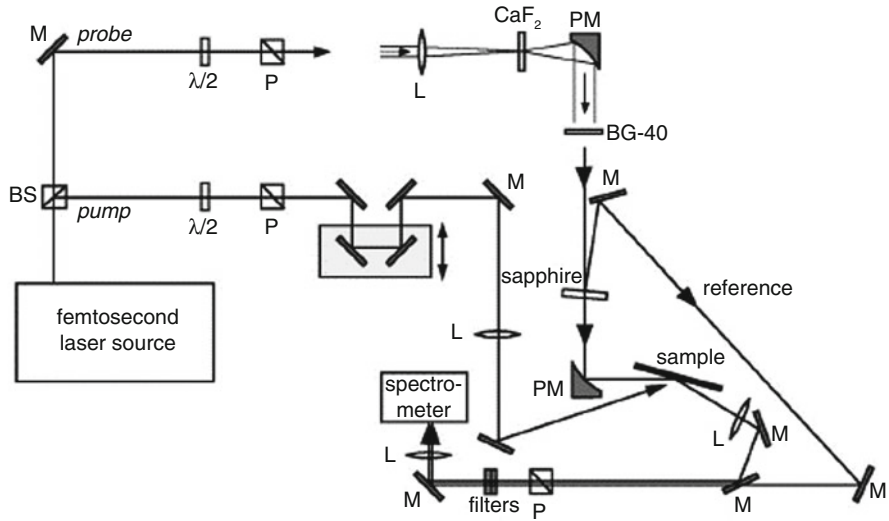 M
probe
λ/2
P
L
CaF2
PM
BG-40
BS
pump
λ/2
P
M
M
sapphire
reference
femtosecond
laser source
L
sample
spectro-
meter
PM
L
M
L
M
filters
P
M
M